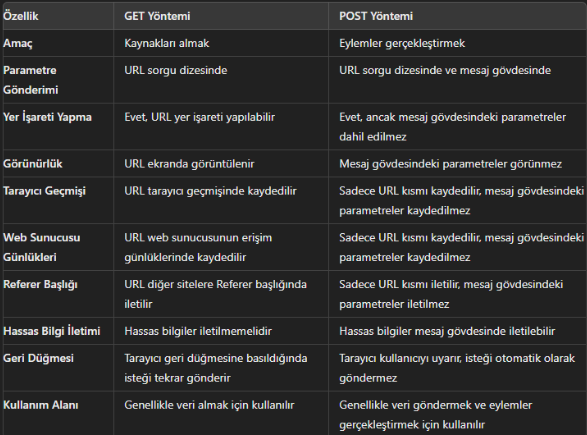 Özellik GET Yöntemi POST Yöntemi
Amaç Kaynakları almak Eylemler gerçekleştirmek
Parametre Gönderimi URL sorgu dizesinde URL sorgu dizesinde ve mesaj gövdesinde
Yer İşareti Yapma Evet, URL yer işareti yapılabilir Evet, ancak mesaj gövdesindeki parametreler dahil edilmez
Görünürlük URL ekranda görüntülenir Mesaj gövdesindeki parametreler görünmez
Tarayıcı Geçmişi URL tarayıcı geçmişinde kaydedilir Sadece URL kısmı kaydedilir, mesaj gövdesindeki parametreler kaydedilmez
Web Sunucusu Günlükleri URL web sunucusunun erişim günlüklerinde kaydedilir Sadece URL kısmı kaydedilir, mesaj gövdesindeki parametreler kaydedilmez
Referer Başlığı URL diğer sitelere Referer başlığında iletilir Sadece URL kısmı iletilir, mesaj gövdesindeki parametreler iletilmez
Hassas Bilgi İletimi Hassas bilgiler iletilmemelidir Hassas bilgiler mesaj gövdesinde iletilebilir
Geri Düğmesi Tarayıcı geri düğmesine basıldığında isteği tekrar gönderir Tarayıcı kullanıcıyı uyarır, isteği otomatik olarak göndermez
Kullanım Alanı Genellikle veri almak için kullanılır Genellikle veri göndermek ve eylemler gerçekleştirmek için kullanılır